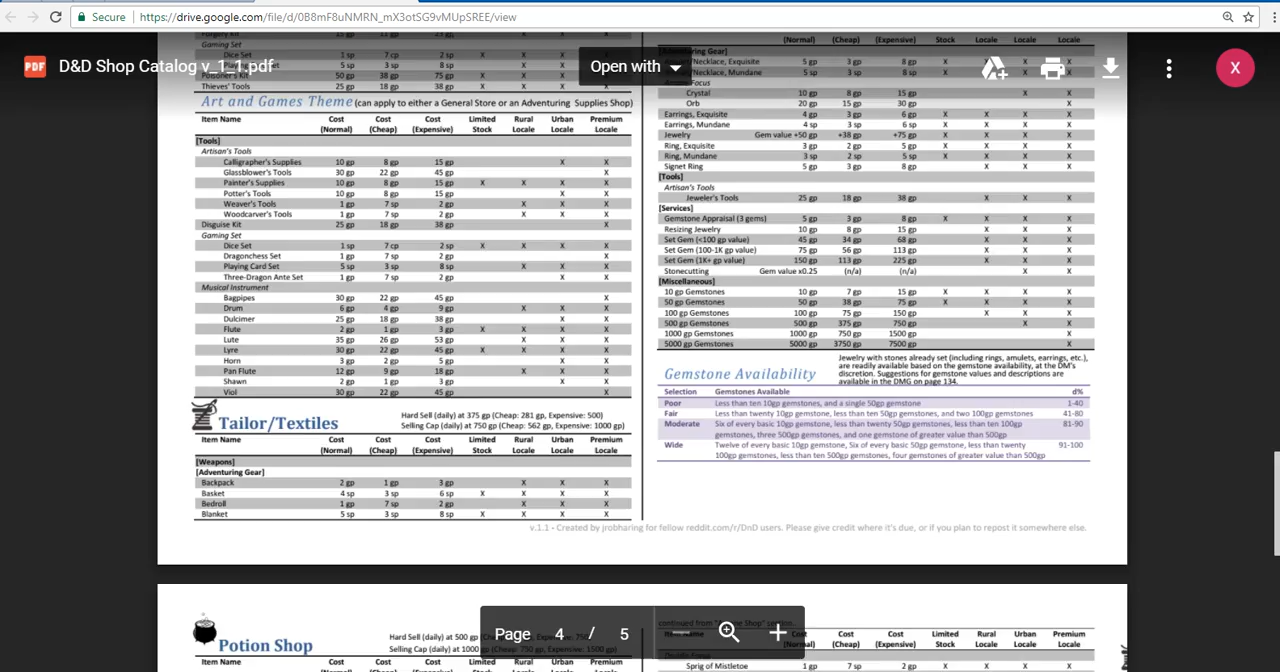 Secure | https://drive.google.com/file/d/0B8mF8uNMRN_mX3otSG9vMUpSREE/view
PDF D&D Shop Catalog v_1_1.pdf
Open with
X
Gaming Set
Dice Set 1 sp 7 cp 2 sp X X X X
5 sp 3 sp 8 sp X X X
50 gp 38 gp 75 gp X X X
Thieves' Tools 25 gp 18 gp 38 gp X X X
Art and Games Theme (can apply to either a General Store or an Adventuring Supplies Shop)
Item Name Cost Cost Cost Limited Rural Urban Premium
(Normal) (Cheap) (Expensive) Stock Locale Locale Locale
[Tools]
Artisan's Tools
Calligrapher's Supplies 10 gp 8 gp 15 gp X X
Glassblower's Tools 30 gp 22 gp 45 gp X
Painter's Supplies 10 gp 8 gp 15 gp X X X X
Potter's Tools 10 gp 8 gp 15 gp X X
Weaver's Tools 1 gp 7 sp 2 gp X X X
Woodcarver's Tools 1 gp 7 sp 2 gp X X X
Disguise Kit 25 gp 18 gp 38 gp X
Gaming Set
Dice Set 1 sp 7 cp 2 sp X X X X
Dragonchess Set 1 gp 7 sp 2 gp X
Playing Card Set 5 sp 3 sp 8 sp X X X
Three-Dragon Ante Set 1 gp 7 sp 2 gp X X
Musical Instrument
Bagpipes 30 gp 22 gp 45 gp X
Drum 6 gp 4 gp 9 gp X X X
Dulcimer 25 gp 18 gp 38 gp X X
Flute 2 gp 1 gp 3 gp X X X X
Lute 35 gp 26 gp 53 gp X X X
Lyre 30 gp 22 gp 45 gp X X X X
Horn 3 gp 2 gp 5 gp X X
Pan Flute 12 gp 9 gp 18 gp X X X
Shawn 2 gp 1 gp 3 gp X X
Viol 30 gp 22 gp 45 gp X
Tailor/Textiles
Hard Sell (daily) at 375 gp (Cheap: 281 gp, Expensive: 500)
Selling Cap (daily) at 750 gp (Cheap: 562 gp, Expensive: 1000 gp)
Item Name Cost Cost Cost Limited Rural Urban Premium
(Normal) (Cheap) (Expensive) Stock Locale Locale Locale
[Weapons]
[Adventuring Gear]
Backpack 2 gp 1 gp 3 gp X X X
Basket 4 sp 3 sp 6 sp X X X X
Bedroll 1 gp 7 sp 2 gp X X X
Blanket 5 sp 3 sp 8 sp X X X X
(Normal) (Cheap) (Expensive) Stock Locale Locale Locale
Gear]
/Necklace, Exquisite 5 gp 3 gp 8 gp X X X
/Necklace, Mundane 5 sp 3 sp 8 sp X X X X
Focus
Crystal 10 gp 8 gp 15 gp X X
Orb 20 gp 15 gp 30 gp X
Earrings, Exquisite 4 gp 3 gp 6 gp X X X X
Earrings, Mundane 4 sp 3 sp 6 sp X X X X
Jewelry Gem value +50 gp +38 gp +75 gp X X X X
Ring, Exquisite 3 gp 2 gp 5 gp X X X X
Ring, Mundane 3 sp 2 sp 5 sp X X X X
Signet Ring 5 gp 3 gp 8 gp X X X
[Tools]
Artisan's Tools
Jeweler's Tools 25 gp 18 gp 38 gp X X X
[Services]
Gemstone Appraisal (3 gems) 5 gp 3 gp 8 gp X X X X
Resizing Jewelry 10 gp 8 gp 15 gp X X X
Set Gem (<100 gp value) 45 gp 34 gp 68 gp X X X
Set Gem (100-1K gp value) 75 gp 56 gp 113 gp X X X
Set Gem (1K+ gp value) 150 gp 113 gp 225 gp X X X
Stonecutting Gem value x0.25 (n/a) (n/a) X X
[Miscellaneous]
10 gp Gemstones 10 gp 7 gp 15 gp X X X X
50 gp Gemstones 50 gp 38 gp 75 gp X X X X
100 gp Gemstones 100 gp 75 gp 150 gp X X X
500 gp Gemstones 500 gp 375 gp 750 gp X X
1000 gp Gemstones 1000 gp 750 gp 1500 gp X
5000 gp Gemstones 5000 gp 3750 gp 7500 gp X
Gemstone Availability
Jewelry with stones already set (including rings, amulets, earrings, etc.),
are readily available based on the gemstone availability, at the DM's
discretion. Suggestions for gemstone values and descriptions are
available in the DMG on page 134.
Selection Gemstones Available d%
Poor Less than ten 10gp gemstones, and a single 50gp gemstone 1-40
Fair Less than twenty 10gp gemstone, less than ten 50gp gemstones, and two 100gp gemstones 41-80
Moderate Six of every basic 10gp gemstone, less than twenty 50gp gemstones, less than ten 100gp 81-90
gemstones, three 500gp gemstones, and one gemstone of greater value than 500gp
Wide Twelve of every basic 10gp gemstone, Six of every basic 50gp gemstone, less than twenty 91-100
100gp gemstones, less than ten 500gp gemstones, four gemstones of greater value than 500gp
v.1.1 - Created by jrobharing for fellow reddit.com/r/DnD users. Please give credit where it's due, or if you plan to repost it somewhere else.
Potion Shop
Hard Sell (daily) at 500 gp
Selling Cap (daily) at 1000 gp (Cheap: 750 gp, Expensive: 1500 gp)
Item Name Cost Cost Cost Limited Rural Urban Premium
Page 4 / 5
Cost Cost Cost Limited Rural Urban Premium
(Cheap) (Expensive) Stock Locale Locale Locale
Sprig of Mistletoe 1 gp 7 sp 2 gp X X X X